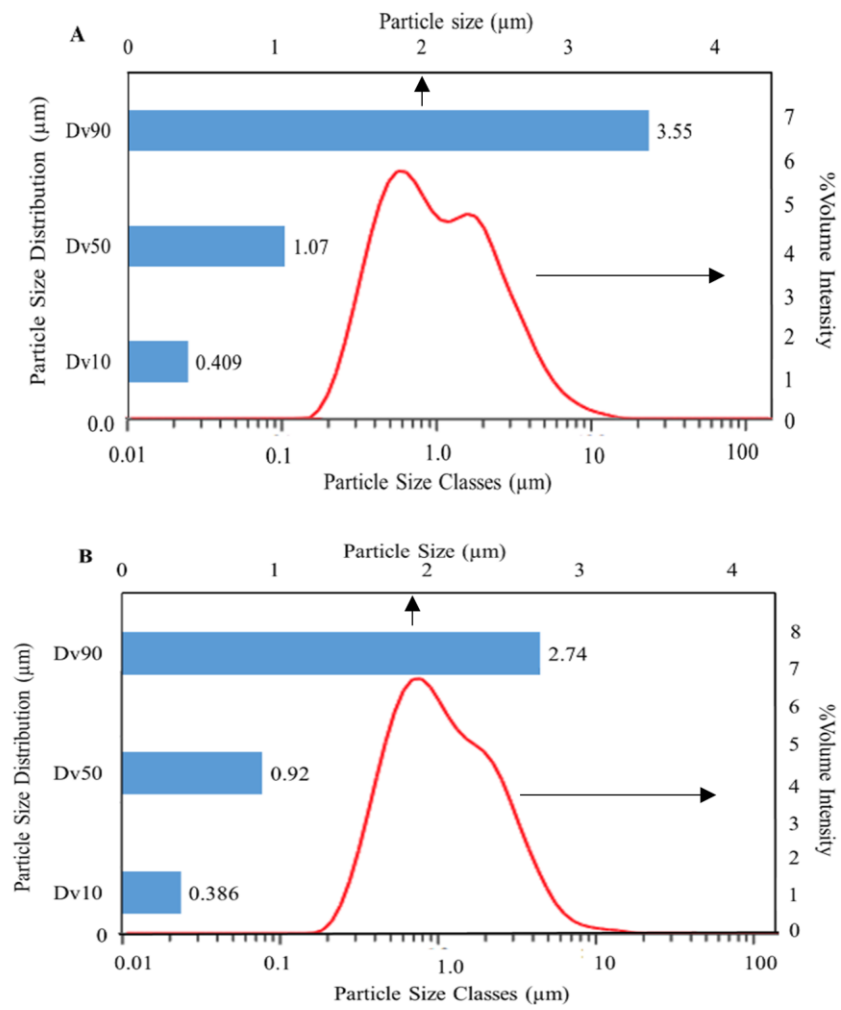 A
Particle size (µm)
0 1 2 3 4
Particle Size Distribution (µm)
Dv90
3.55
7
6
5
Dv50
1.07
4
3
%Volume Intensity
2
Dv10
0.409
1
0.0
0
0.01 0.1 1.0 10 100
Particle Size Classes (µm)
B
Particle Size (µm)
0 1 2 3 4
Particle Size Distribution (µm)
8
Dv90
2.74
7
6
5
Dv50
0.92
4
3
%Volume Intensity
2
Dv10
0.386
1
0
0
0.01 0.1 1.0 10 100
Particle Size Classes (µm)